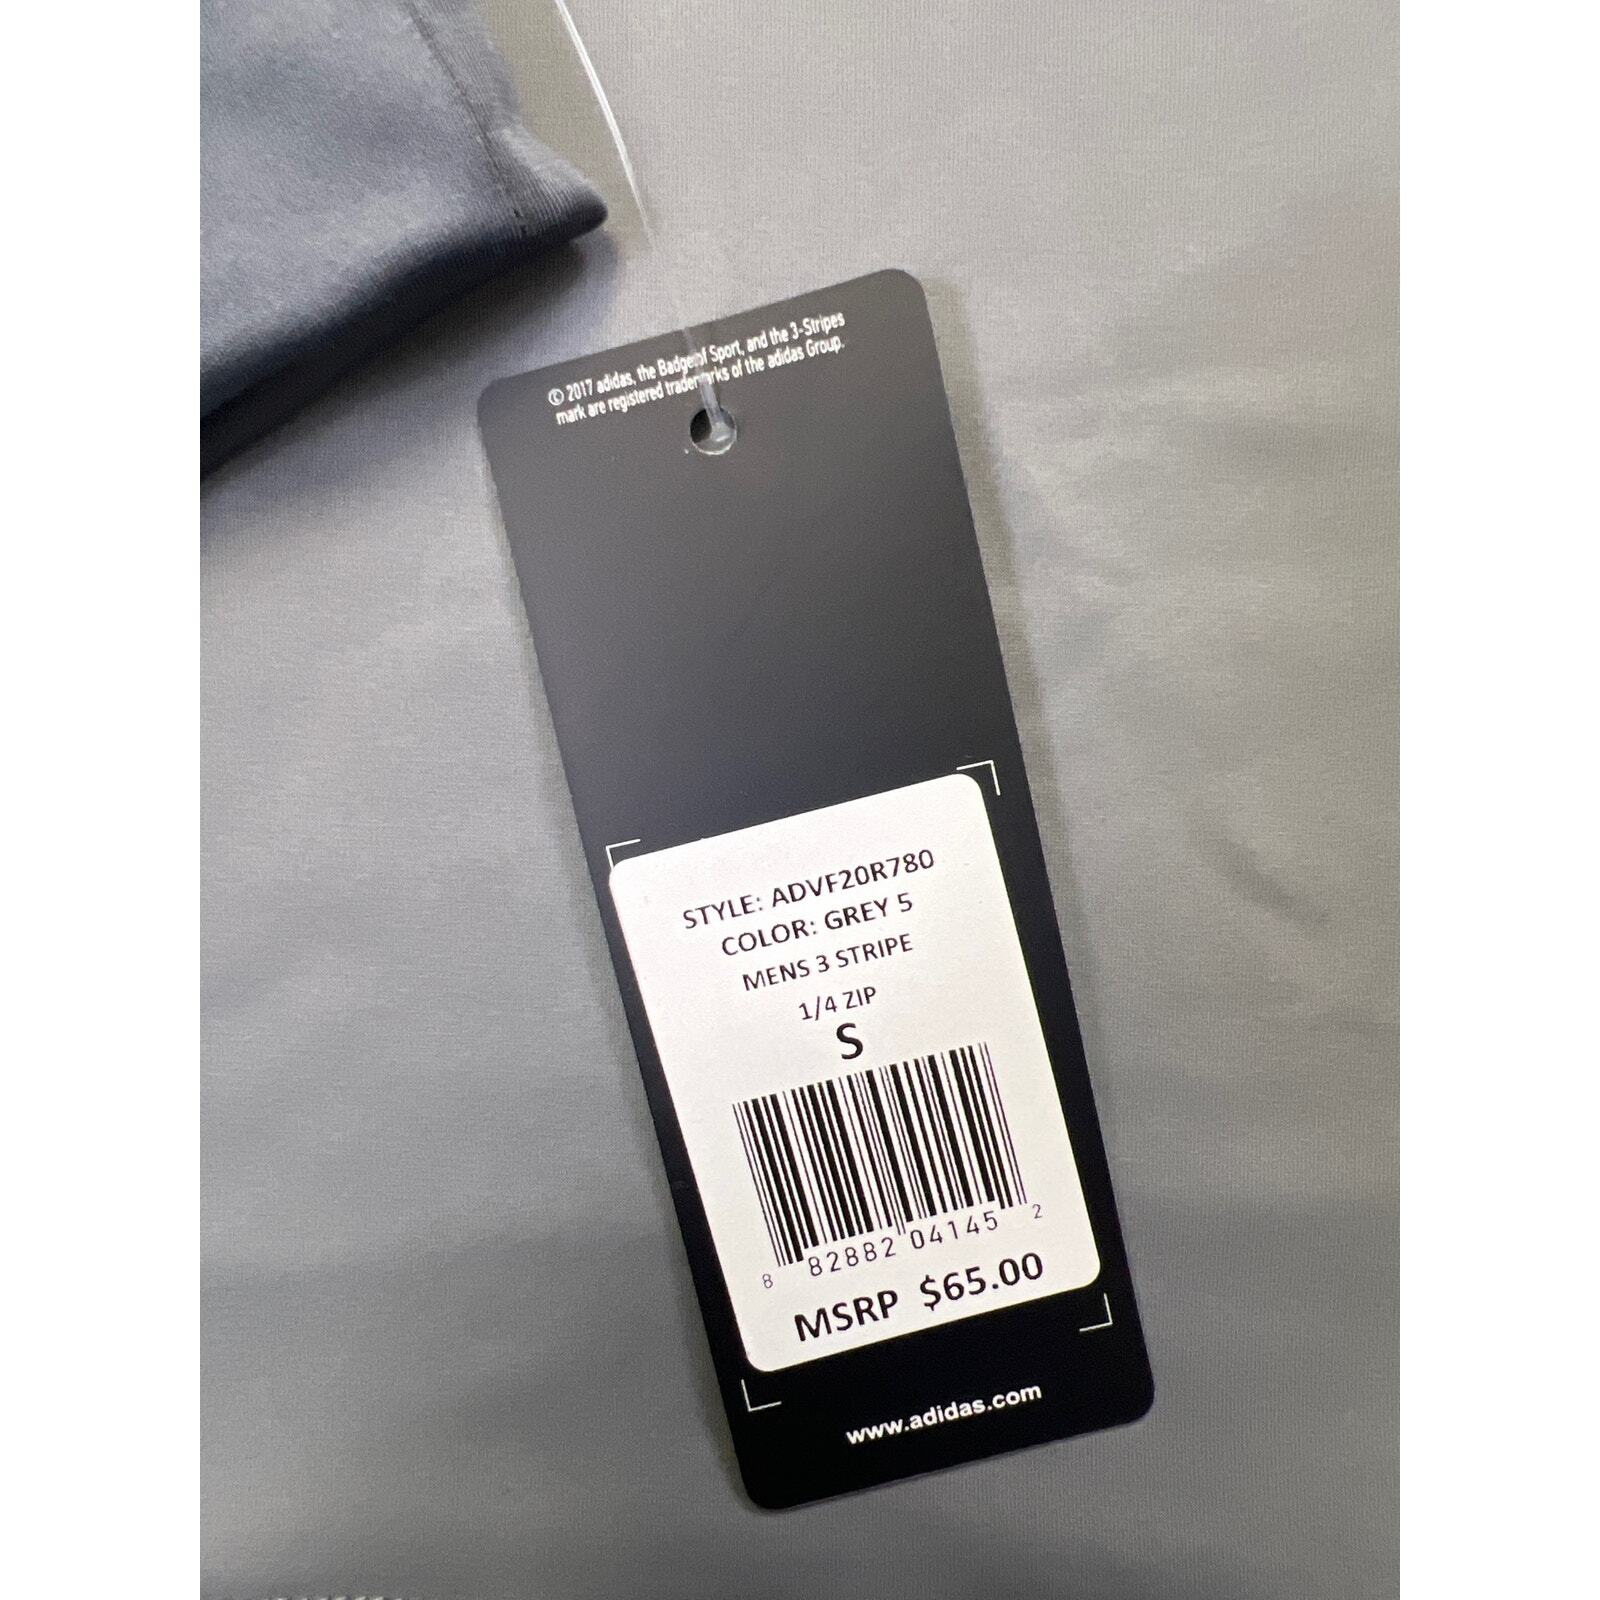 © 2017 adidas, the Badge of Sport, and the 3-Stripes
mark are registered trademarks of the adidas Group.
STYLE: ADVF20R780
COLOR: GREY 5
MENS 3 STRIPE
1/4 ZIP
S
8 82882 04145 2
MSRP $65.00
www.adidas.com